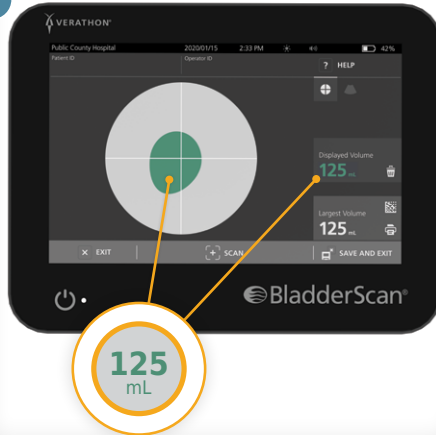 VERATHON®
Public County Hospital 2020/01/15 2:33 PM 42%
Patient ID Operator ID
? HELP
Displayed Volume
125 mL
Largest Volume
125 mL
× EXIT SCAN SAVE AND EXIT
BladderScan®
125
mL